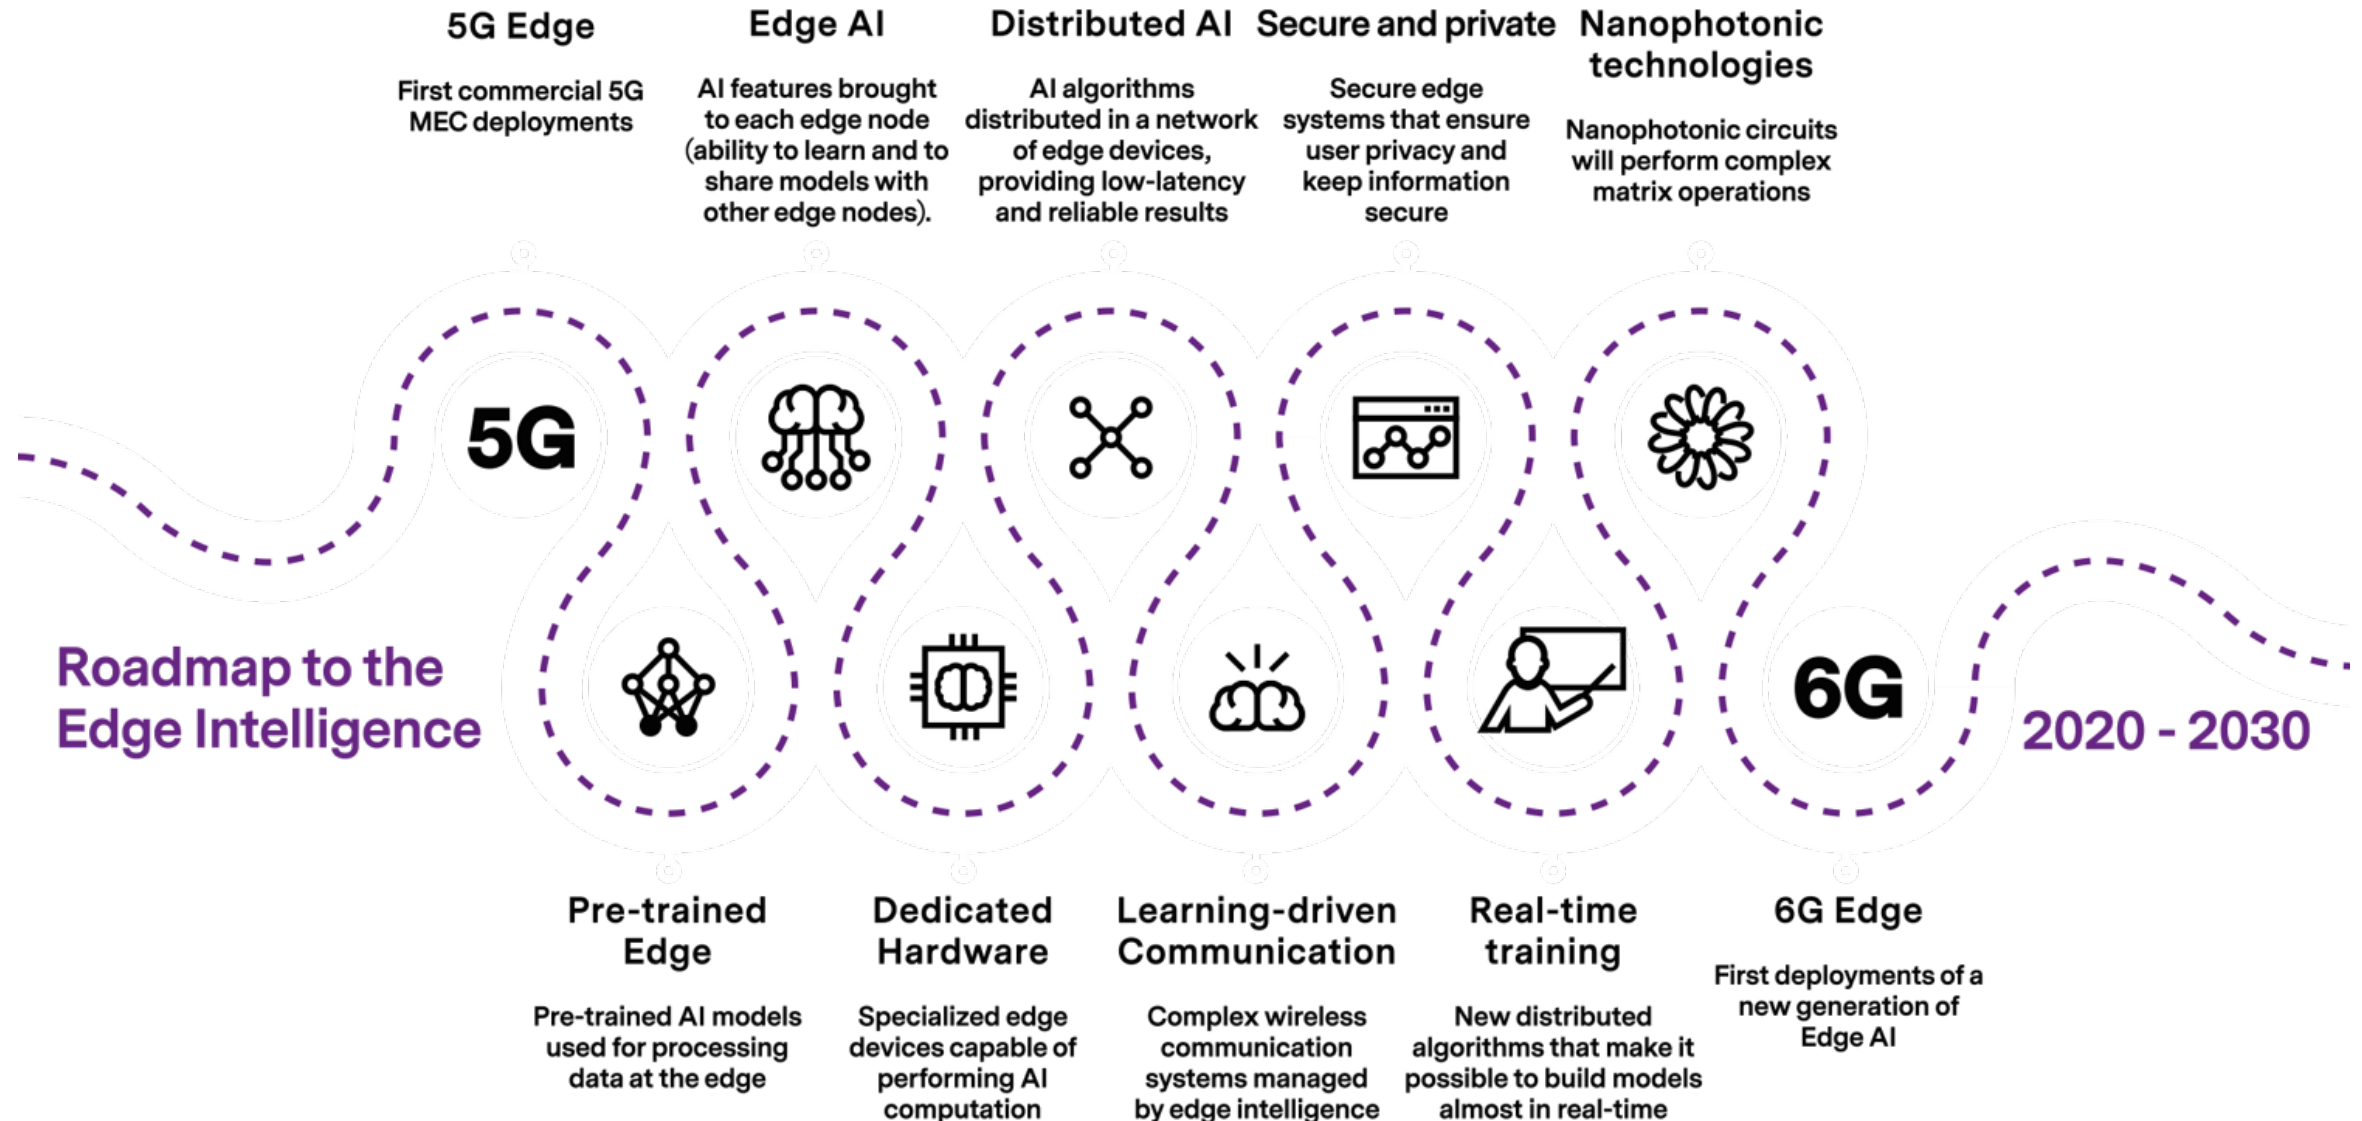 5G Edge
First commercial 5G
MEC deployments
Edge AI
AI features brought
to each edge node
(ability to learn and to
share models with
other edge nodes).
Distributed AI
AI algorithms
distributed in a network
of edge devices,
providing low-latency
and reliable results
Secure and private
Secure edge
systems that ensure
user privacy and
keep information
secure
Nanophotonic
technologies
Nanophotonic circuits
will perform complex
matrix operations
5G
6G
Roadmap to the
Edge Intelligence
2020 - 2030
Pre-trained
Edge
Pre-trained AI models
used for processing
data at the edge
Dedicated
Hardware
Specialized edge
devices capable of
performing AI
computation
Learning-driven
Communication
Complex wireless
communication
systems managed
by edge intelligence
Real-time
training
New distributed
algorithms that make it
possible to build models
almost in real-time
6G Edge
First deployments of a
new generation of
Edge AI